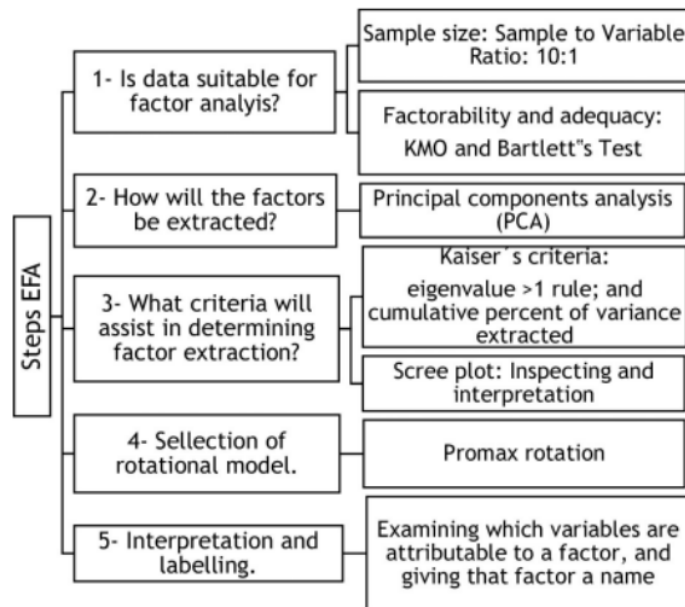 Steps EFA
1- Is data suitable for
factor analyis?
Sample size: Sample to Variable
Ratio: 10:1
Factorability and adequacy:
KMO and Bartlett"s Test
2- How will the factors
be extracted?
Principal components analysis
(PCA)
3- What criteria will
assist in determining
factor extraction?
Kaiser´s criteria:
eigenvalue >1 rule; and
cumulative percent of variance
extracted
Scree plot: Inspecting and
interpretation
4- Sellection of
rotational model.
Promax rotation
5- Interpretation and
labelling.
Examining which variables are
attributable to a factor, and
giving that factor a name